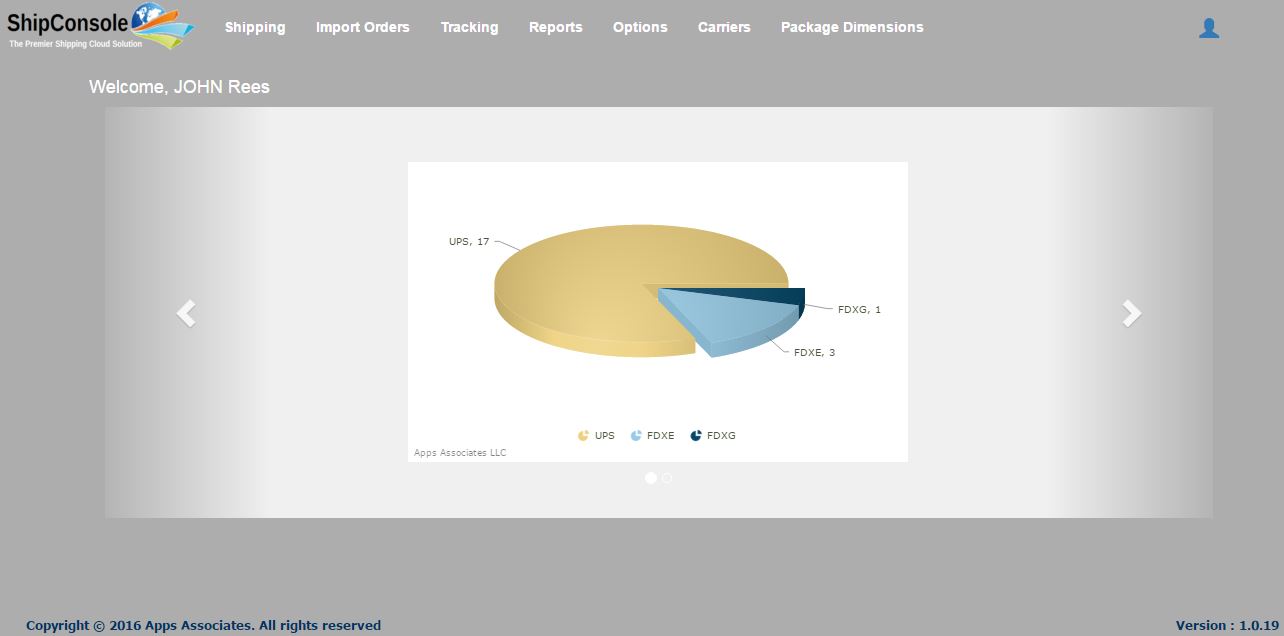 ShipConsole
The Premier Shipping Cloud Solution
Shipping Import Orders Tracking Reports Options Carriers Package Dimensions
Welcome, JOHN Rees
UPS, 17
FDXG, 1
FDXE, 3
UPS FDXE FDXG
Apps Associates LLC
Copyright © 2016 Apps Associates. All rights reserved
Version : 1.0.19